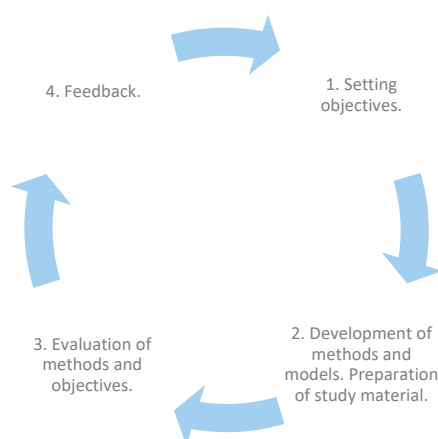 1. Setting
objectives.
2. Development of
methods and
models. Preparation
of study material.
3. Evaluation of
methods and
objectives.
4. Feedback.